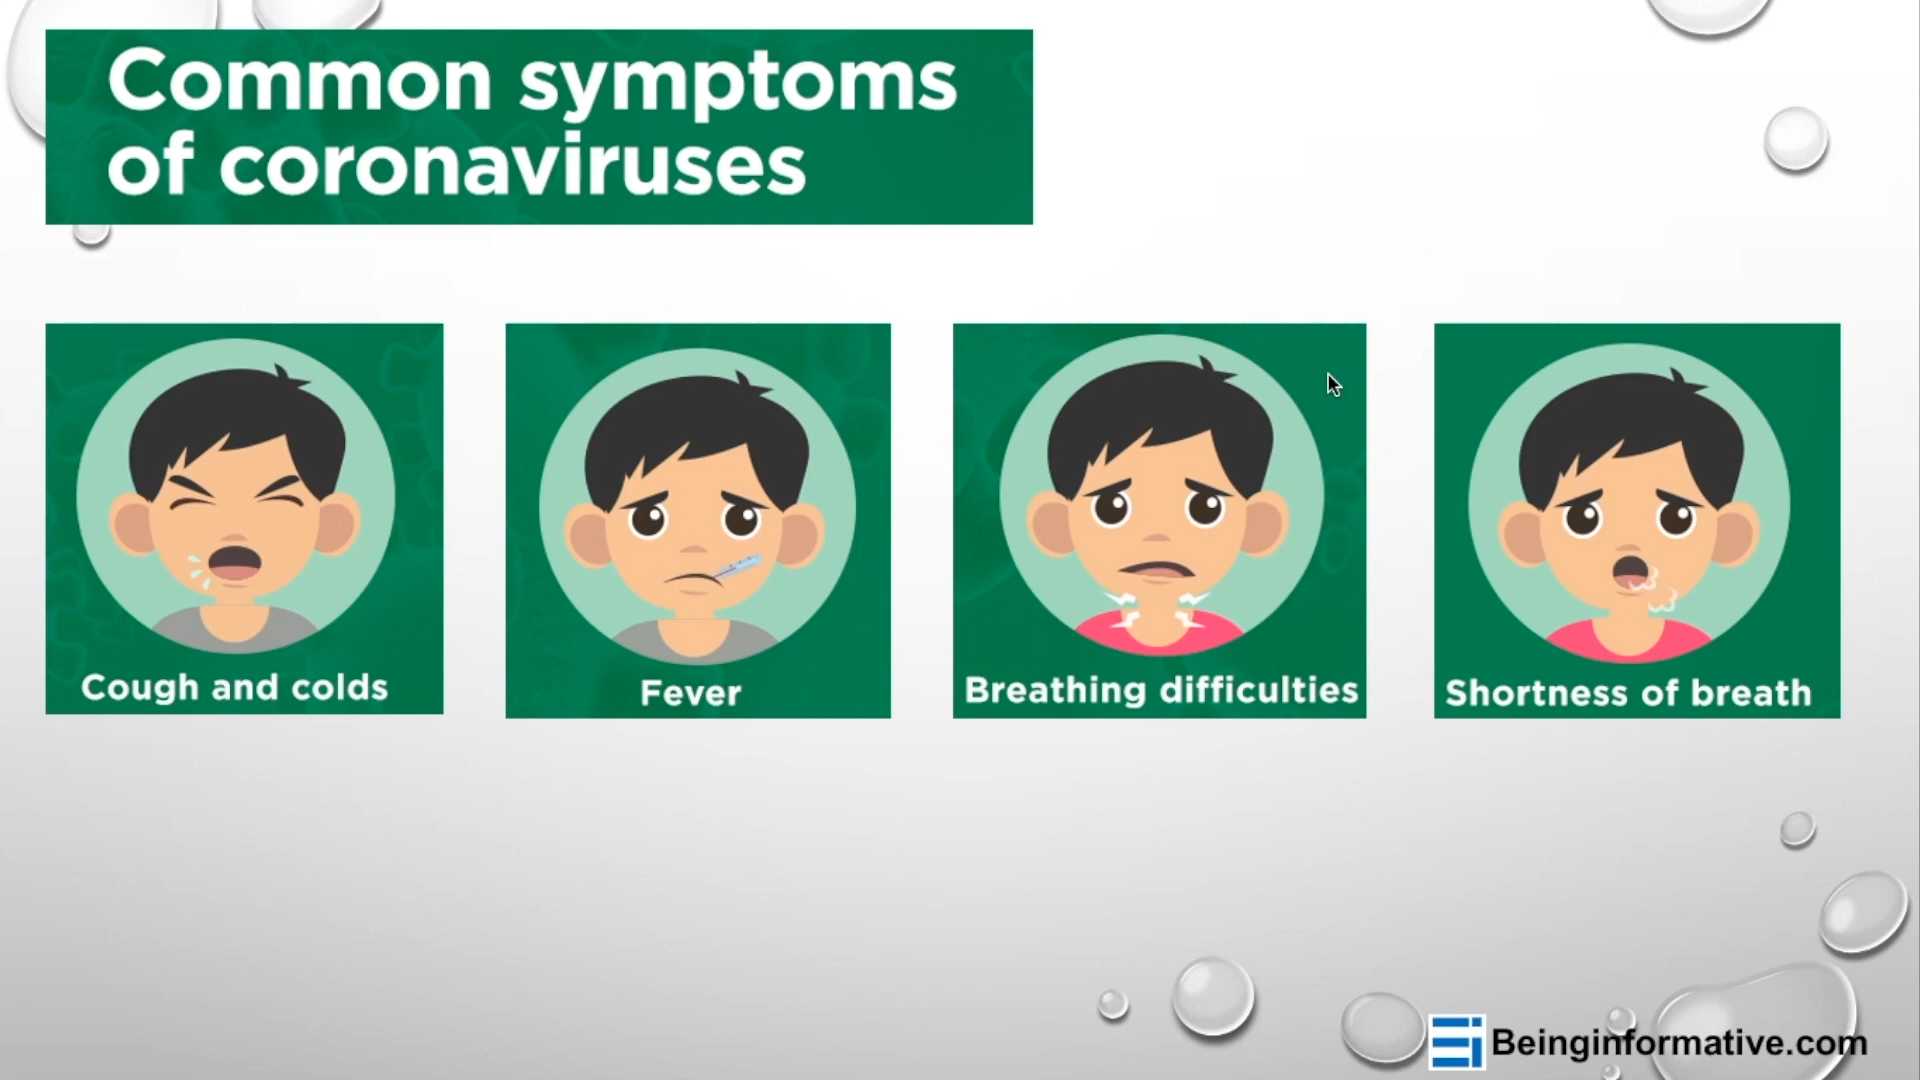 Common symptoms
of coronaviruses
Cough and colds
Fever
Breathing difficulties
Shortness of breath
Beinginformative.com